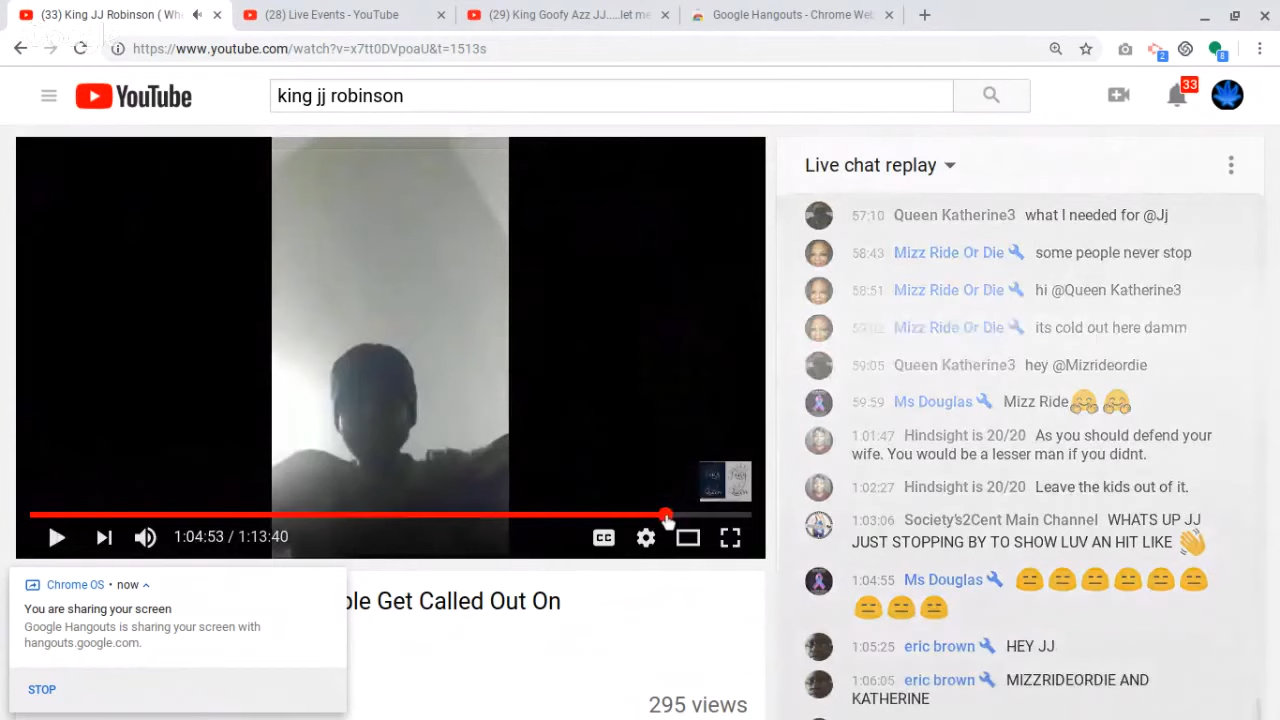 (33) King JJ Robinson ( Whe
(28) Live Events - YouTube
(29) King Goofy Azz JJ.....let me
Google Hangouts - Chrome Web
https://www.youtube.com/watch?v=x7tt0DVpoaU&t=1513s
2
8
YouTube
king jj robinson
33
Live chat replay
57:10 Queen Katherine3 what I needed for @Jj
58:43 Mizz Ride Or Die some people never stop
58:51 Mizz Ride Or Die hi @Queen Katherine3
59:02 Mizz Ride Or Die its cold out here damm
59:05 Queen Katherine3 hey @Mizrideordie
59:59 Ms Douglas Mizz Ride🤗🤗
1:01:47 Hindsight is 20/20 As you should defend your
wife. You would be a lesser man if you didnt.
1:02:27 Hindsight is 20/20 Leave the kids out of it.
1:03:06 Society's2Cent Main Channel WHATS UP JJ
JUST STOPPING BY TO SHOW LUV AN HIT LIKE 👋
1:04:55 Ms Douglas 😑😑😑😑😑😑
😑😑😑
1:05:25 eric brown HEY JJ
1:06:05 eric brown MIZZRIDEORDIE AND
KATHERINE
1:04:53 / 1:13:40
CC
Chrome OS • now
You are sharing your screen
Google Hangouts is sharing your screen with
hangouts.google.com.
STOP
ple Get Called Out On
295 views